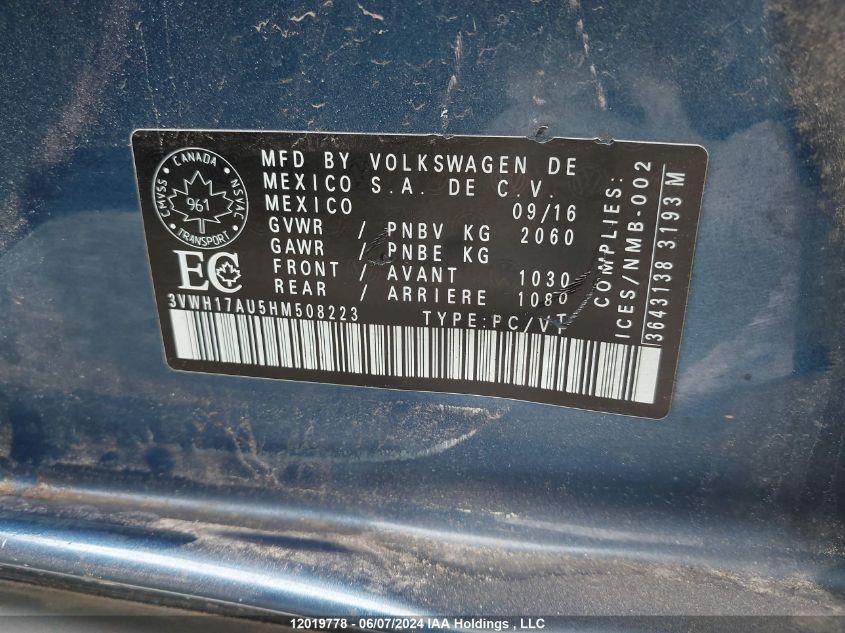 CANADA
CMVSS
NSVAC
961
TRANSPORT
EC
MFD BY VOLKSWAGEN DE
MEXICO S.A. DE C.V.
MEXICO 09/16
GVWR / PNBV KG 2060
GAWR / PNBE KG
FRONT / AVANT 1030
REAR / ARRIERE 1080
3VWH17AU5HM508223 TYPE:PC/VT
COMPLIES:
ICES/NMB-002
3643138 3193 M
12019778 - 06/07/2024 IAA Holdings , LLC